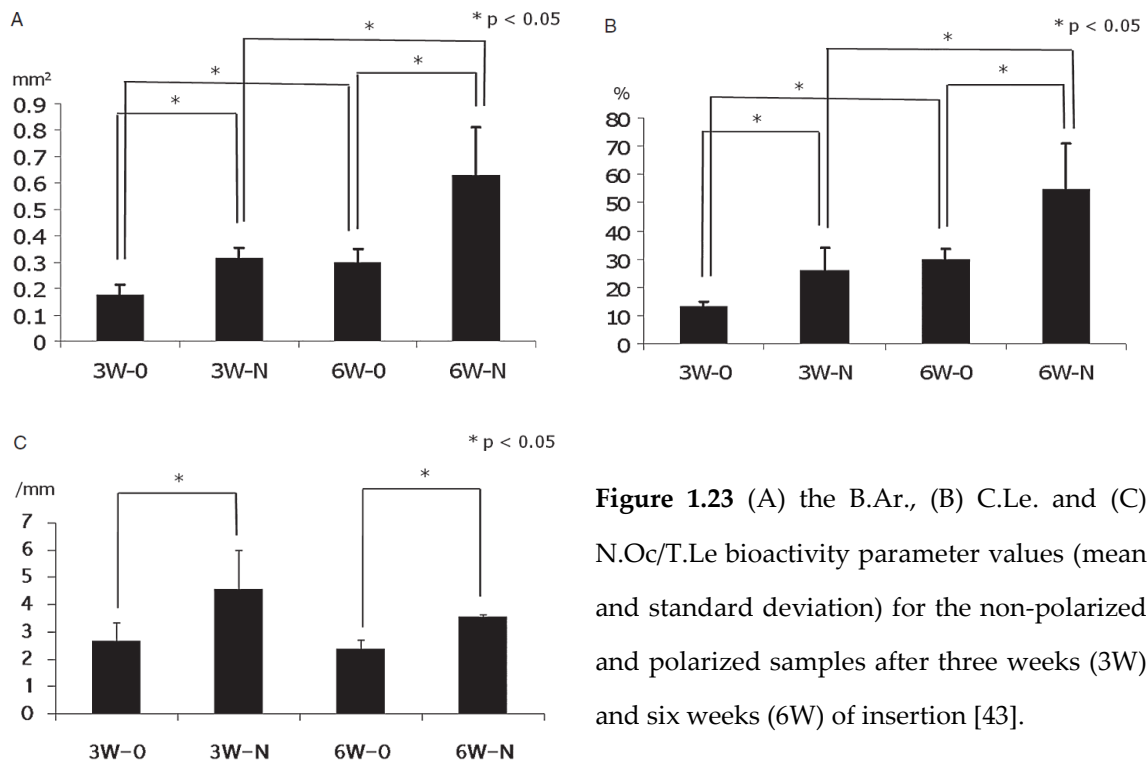 A
* p < 0.05
mm²
*
*
*
*
0.9
0.8
0.7
0.6
0.5
0.4
0.3
0.2
0.1
0
3W-0 3W-N 6W-0 6W-N
B
* p < 0.05
%
*
*
*
*
80
70
60
50
40
30
20
10
0
3W-0 3W-N 6W-0 6W-N
C
* p < 0.05
/mm
*
*
7
6
5
4
3
2
1
0
3W-0 3W-N 6W-0 6W-N
Figure 1.23 (A) the B.Ar., (B) C.Le. and (C)
N.Oc/T.Le bioactivity parameter values (mean
and standard deviation) for the non-polarized
and polarized samples after three weeks (3W)
and six weeks (6W) of insertion [43].